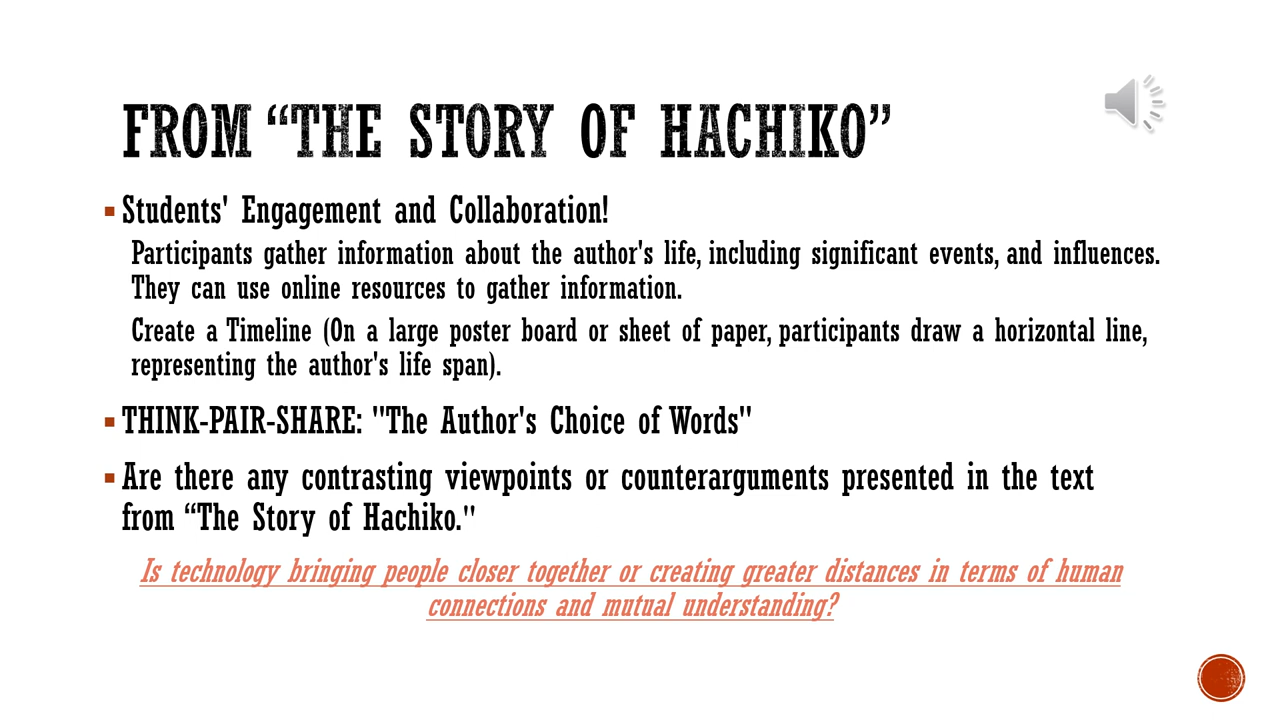 FROM “THE STORY OF HACHIKO”
▪ Students' Engagement and Collaboration!
Participants gather information about the author's life, including significant events, and influences.
They can use online resources to gather information.
Create a Timeline (On a large poster board or sheet of paper, participants draw a horizontal line,
representing the author's life span).
▪ THINK-PAIR-SHARE: "The Author's Choice of Words"
▪ Are there any contrasting viewpoints or counterarguments presented in the text
from “The Story of Hachiko."
Is technology bringing people closer together or creating greater distances in terms of human
connections and mutual understanding?